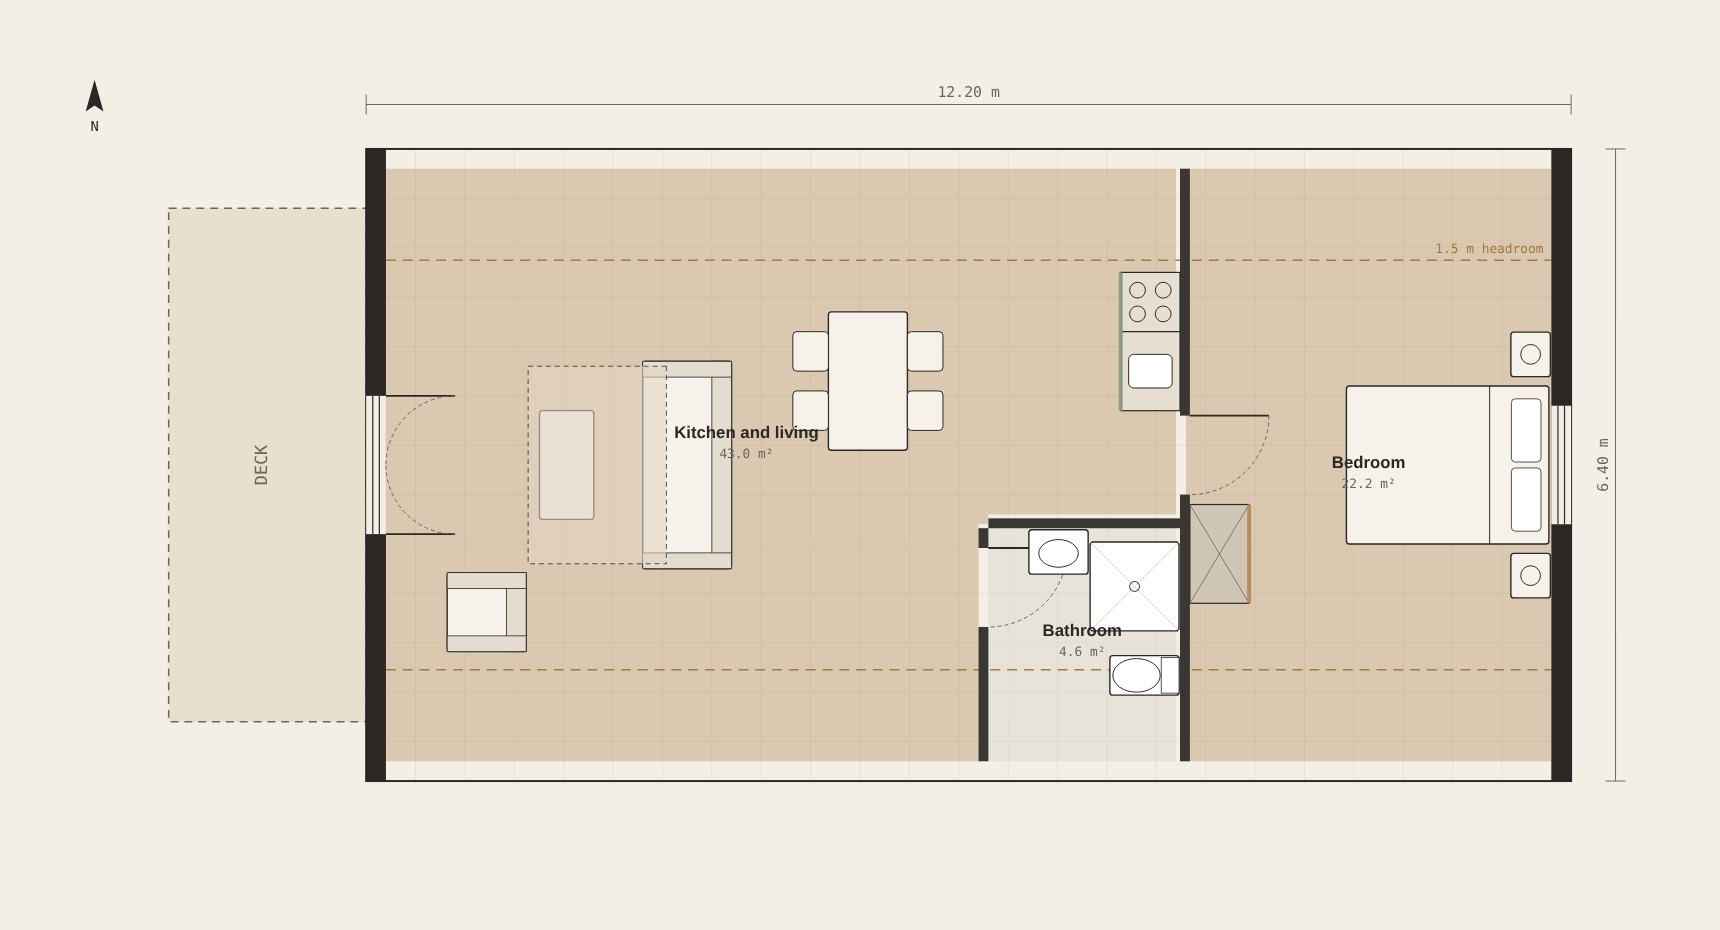 12.20 m
N
1.5 m headroom
Kitchen and living
43.0 m²
DECK
6.40 m
Bedroom
22.2 m²
Bathroom
4.6 m²